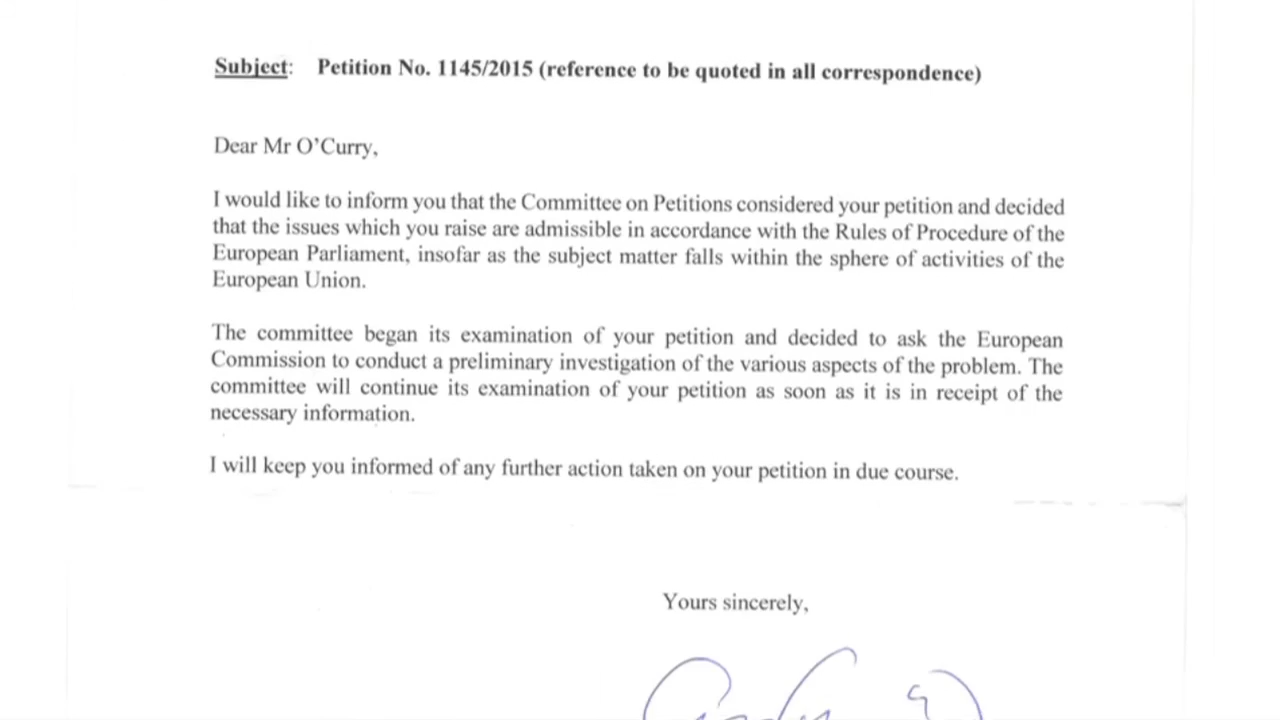 Subject: Petition No. 1145/2015 (reference to be quoted in all correspondence)
Dear Mr O’Curry,
I would like to inform you that the Committee on Petitions considered your petition and decided
that the issues which you raise are admissible in accordance with the Rules of Procedure of the
European Parliament, insofar as the subject matter falls within the sphere of activities of the
European Union.
The committee began its examination of your petition and decided to ask the European
Commission to conduct a preliminary investigation of the various aspects of the problem. The
committee will continue its examination of your petition as soon as it is in receipt of the
necessary information.
I will keep you informed of any further action taken on your petition in due course.
Yours sincerely,